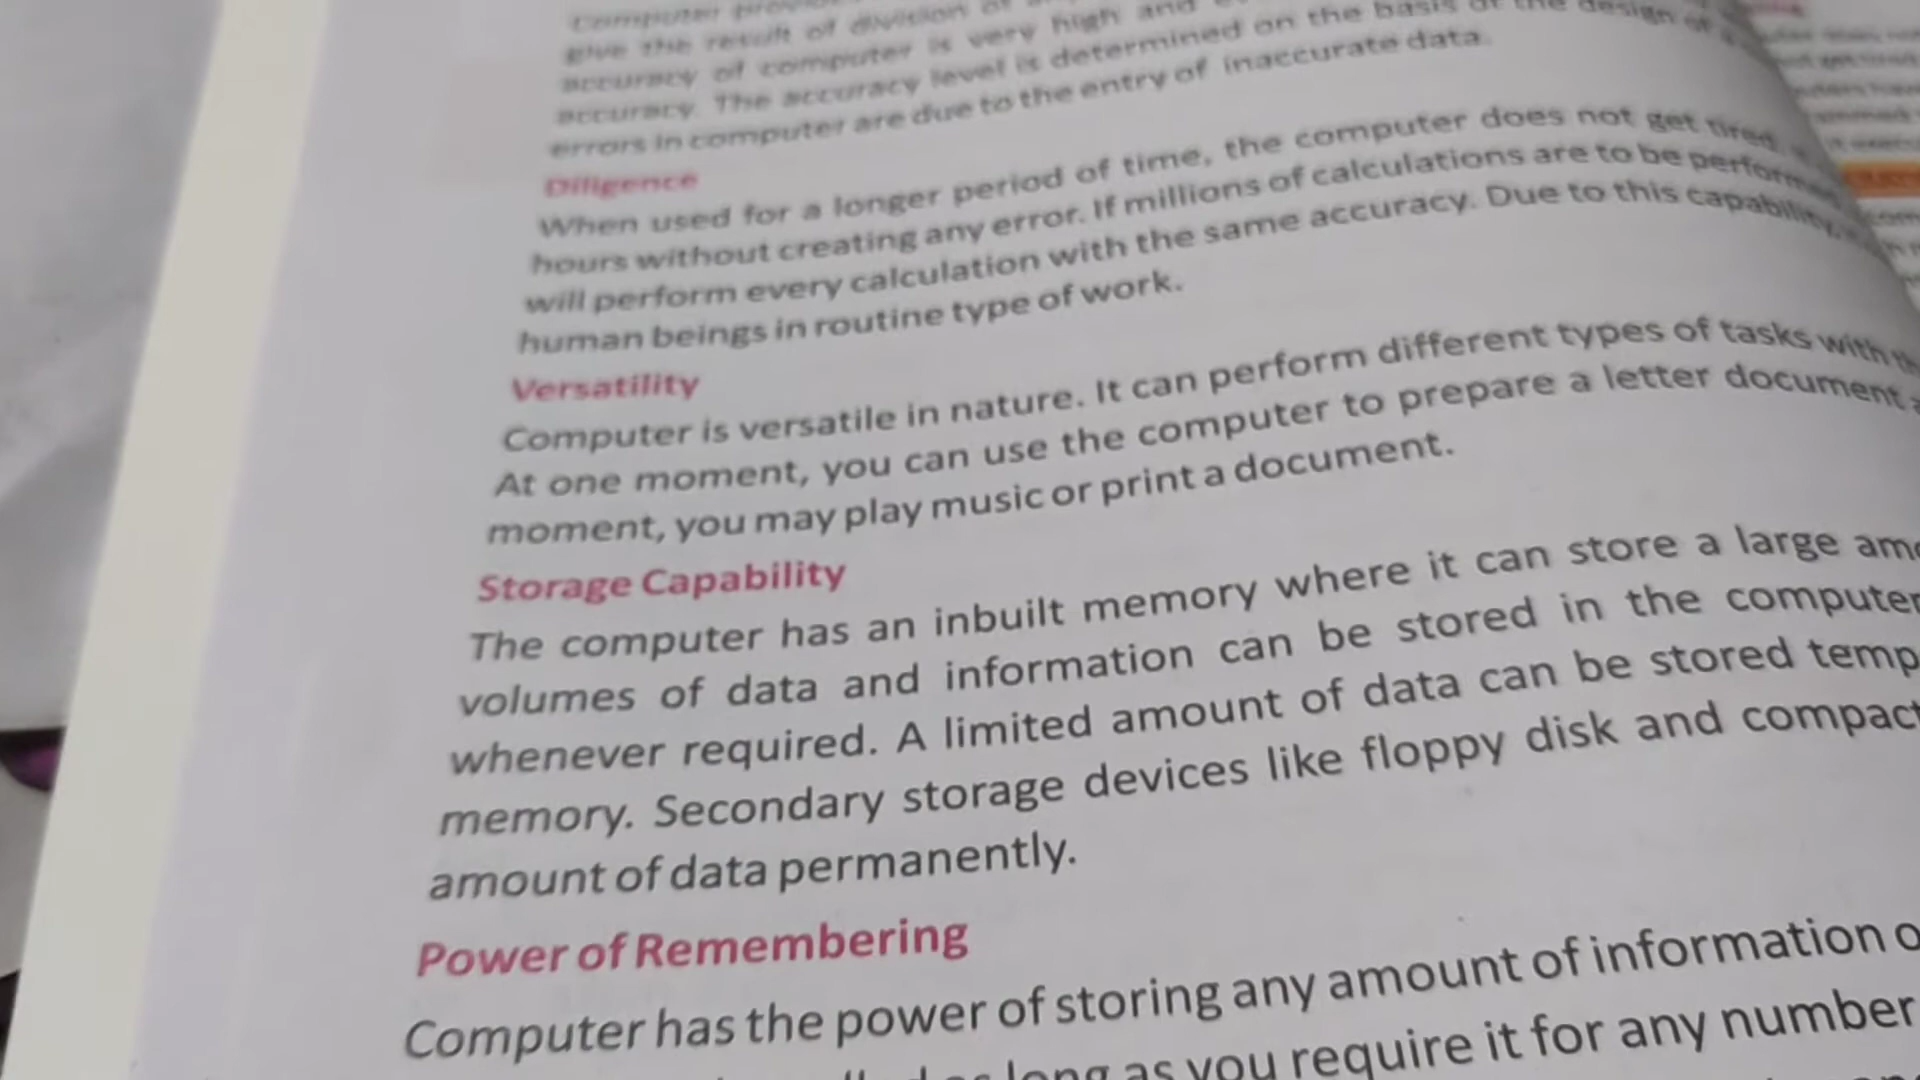 Computer
give the result of division of
accuracy of computer is very high and
accuracy. The accuracy level is determined on the basis of the design of
errors in computer are due to the entry of inaccurate data.
Diligence
When used for a longer period of time, the computer does not get tired.
hours without creating any error. If millions of calculations are to be
will perform every calculation with the same accuracy. Due to this capability,
human beings in routine type of work.
Versatility
Computer is versatile in nature. It can perform different types of tasks with
At one moment, you can use the computer to prepare a letter document
moment, you may play music or print a document.
Storage Capability
The computer has an inbuilt memory where it can store a large
volumes of data and information can be stored in the computer
whenever required. A limited amount of data can be stored
memory. Secondary storage devices like floppy disk and compact
amount of data permanently.
Power of Remembering
Computer has the power of storing any amount of information
long as you require it for any number